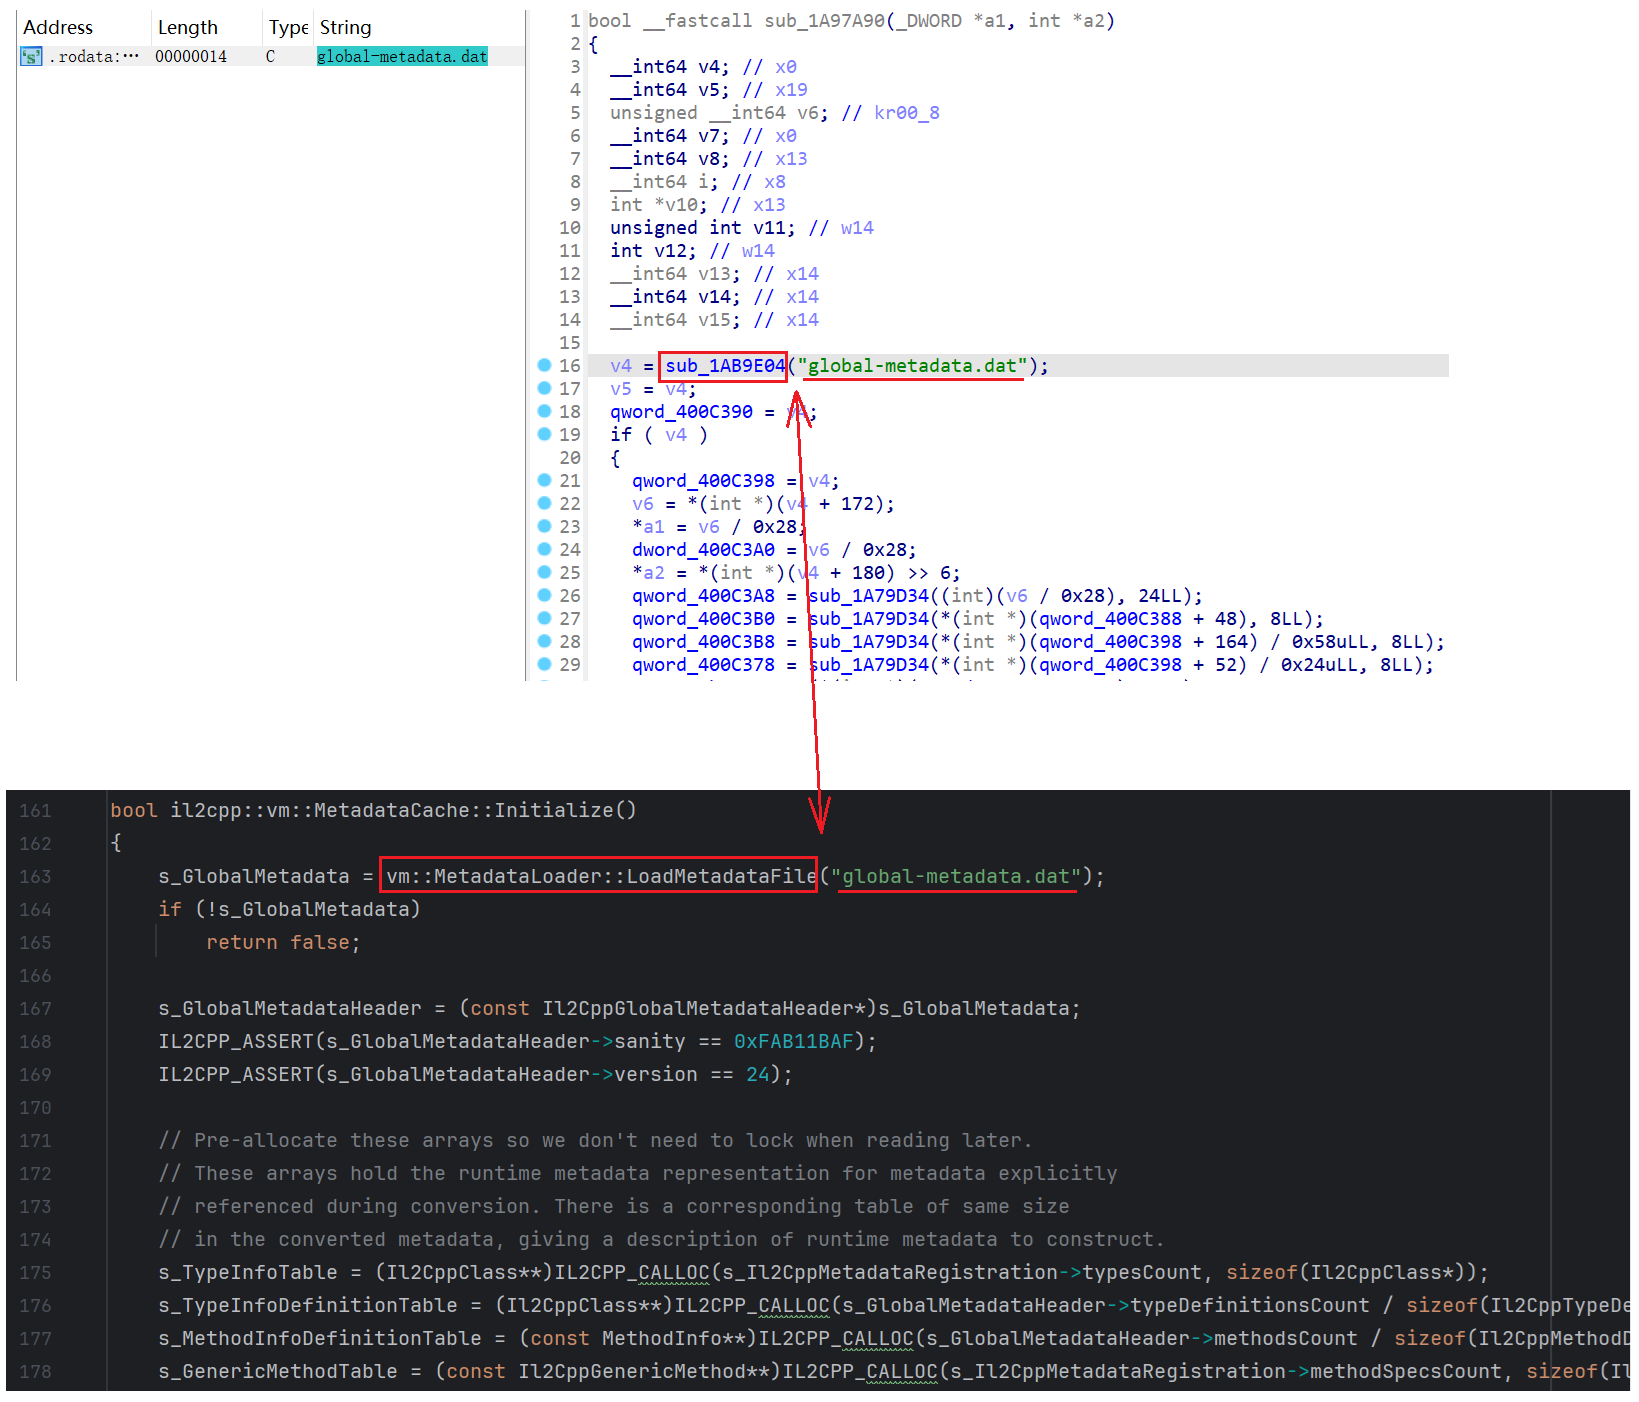 Address Length Type String
.rodata:… 00000014 C global-metadata.dat
1 bool __fastcall sub_1A97A90(_DWORD *a1, int *a2)
2 {
3 __int64 v4; // x0
4 __int64 v5; // x19
5 unsigned __int64 v6; // kr00_8
6 __int64 v7; // x0
7 __int64 v8; // x13
8 __int64 i; // x8
9 int *v10; // x13
10 unsigned int v11; // w14
11 int v12; // w14
12 __int64 v13; // x14
13 __int64 v14; // x14
14 __int64 v15; // x14
15
16 v4 = sub_1AB9E04("global-metadata.dat");
17 v5 = v4;
18 qword_400C390 = v4;
19 if ( v4 )
20 {
21 qword_400C398 = v4;
22 v6 = *(int *)(v4 + 172);
23 *a1 = v6 / 0x28;
24 dword_400C3A0 = v6 / 0x28;
25 *a2 = *(int *)(v4 + 180) >> 6;
26 qword_400C3A8 = sub_1A79D34((int)(v6 / 0x28), 24LL);
27 qword_400C3B0 = sub_1A79D34(*(int *)(qword_400C388 + 48), 8LL);
28 qword_400C3B8 = sub_1A79D34(*(int *)(qword_400C398 + 164) / 0x58uLL, 8LL);
29 qword_400C378 = sub_1A79D34(*(int *)(qword_400C398 + 52) / 0x24uLL, 8LL);
161 bool il2cpp::vm::MetadataCache::Initialize()
162 {
163 s_GlobalMetadata = vm::MetadataLoader::LoadMetadataFile("global-metadata.dat");
164 if (!s_GlobalMetadata)
165 return false;
166
167 s_GlobalMetadataHeader = (const Il2CppGlobalMetadataHeader*)s_GlobalMetadata;
168 IL2CPP_ASSERT(s_GlobalMetadataHeader->sanity == 0xFAB11BAF);
169 IL2CPP_ASSERT(s_GlobalMetadataHeader->version == 24);
170
171 // Pre-allocate these arrays so we don't need to lock when reading later.
172 // These arrays hold the runtime metadata representation for metadata explicitly
173 // referenced during conversion. There is a corresponding table of same size
174 // in the converted metadata, giving a description of runtime metadata to construct.
175 s_TypeInfoTable = (Il2CppClass**)IL2CPP_CALLOC(s_Il2CppMetadataRegistration->typesCount, sizeof(Il2CppClass*));
176 s_TypeInfoDefinitionTable = (Il2CppClass**)IL2CPP_CALLOC(s_GlobalMetadataHeader->typeDefinitionsCount / sizeof(Il2CppTypeDe
177 s_MethodInfoDefinitionTable = (const MethodInfo**)IL2CPP_CALLOC(s_GlobalMetadataHeader->methodsCount / sizeof(Il2CppMethodD
178 s_GenericMethodTable = (const Il2CppGenericMethod**)IL2CPP_CALLOC(s_Il2CppMetadataRegistration->methodSpecsCount, sizeof(Il